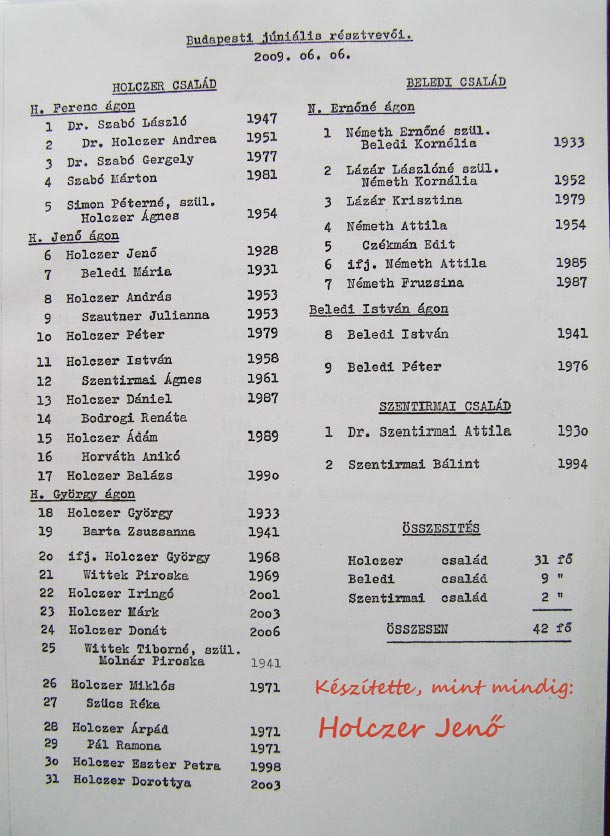 Budapesti júniális résztvevői.
2009. 06. 06.
HOLCZER CSALÁD
H. Ferenc ágon
1 Dr. Szabó László 1947
2 Dr. Holczer Andrea 1951
3 Dr. Szabó Gergely 1977
4 Szabó Márton 1981
5 Simon Péterné, szül.
Holczer Ágnes 1954
H. Jenő ágon
6 Holczer Jenő 1928
7 Beledi Mária 1931
8 Holczer András 1953
9 Szautner Julianna 1953
10 Holczer Péter 1979
11 Holczer István 1958
12 Szentirmai Ágnes 1961
13 Holczer Dániel 1987
14 Bodrogi Renáta
15 Holczer Ádám 1989
16 Horváth Anikó
17 Holczer Balázs 1990
H. György ágon
18 Holczer György 1933
19 Barta Zsuzsanna 1941
20 ifj. Holczer György 1968
21 Wittek Piroska 1969
22 Holczer Iringó 2001
23 Holczer Márk 2003
24 Holczer Donát 2006
25 Wittek Tiborné, szül.
Molnár Piroska 1941
26 Holczer Miklós 1971
27 Szücs Réka
28 Holczer Árpád 1971
29 Pál Ramona 1971
30 Holczer Eszter Petra 1998
31 Holczer Dorottya 2003
BELEDI CSALÁD
N. Ernőné ágon
1 Németh Ernőné szül.
Beledi Kornélia 1933
2 Lázár Lászlóné szül.
Németh Kornália 1952
3 Lázár Krisztina 1979
4 Németh Attila 1954
5 Czékmán Edit
6 ifj. Németh Attila 1985
7 Németh Fruzsina 1987
Beledi István ágon
8 Beledi István 1941
9 Beledi Péter 1976
SZENTIRMAI CSALÁD
1 Dr. Szentirmai Attila 1930
2 Szentirmai Bálint 1994
ÖSSZESITÉS
Holczer család 31 fő
Beledi család 9 "
Szentirmai család 2 "
ÖSSZESEN 42 fő
Készítette, mint mindig:
Holczer Jenő